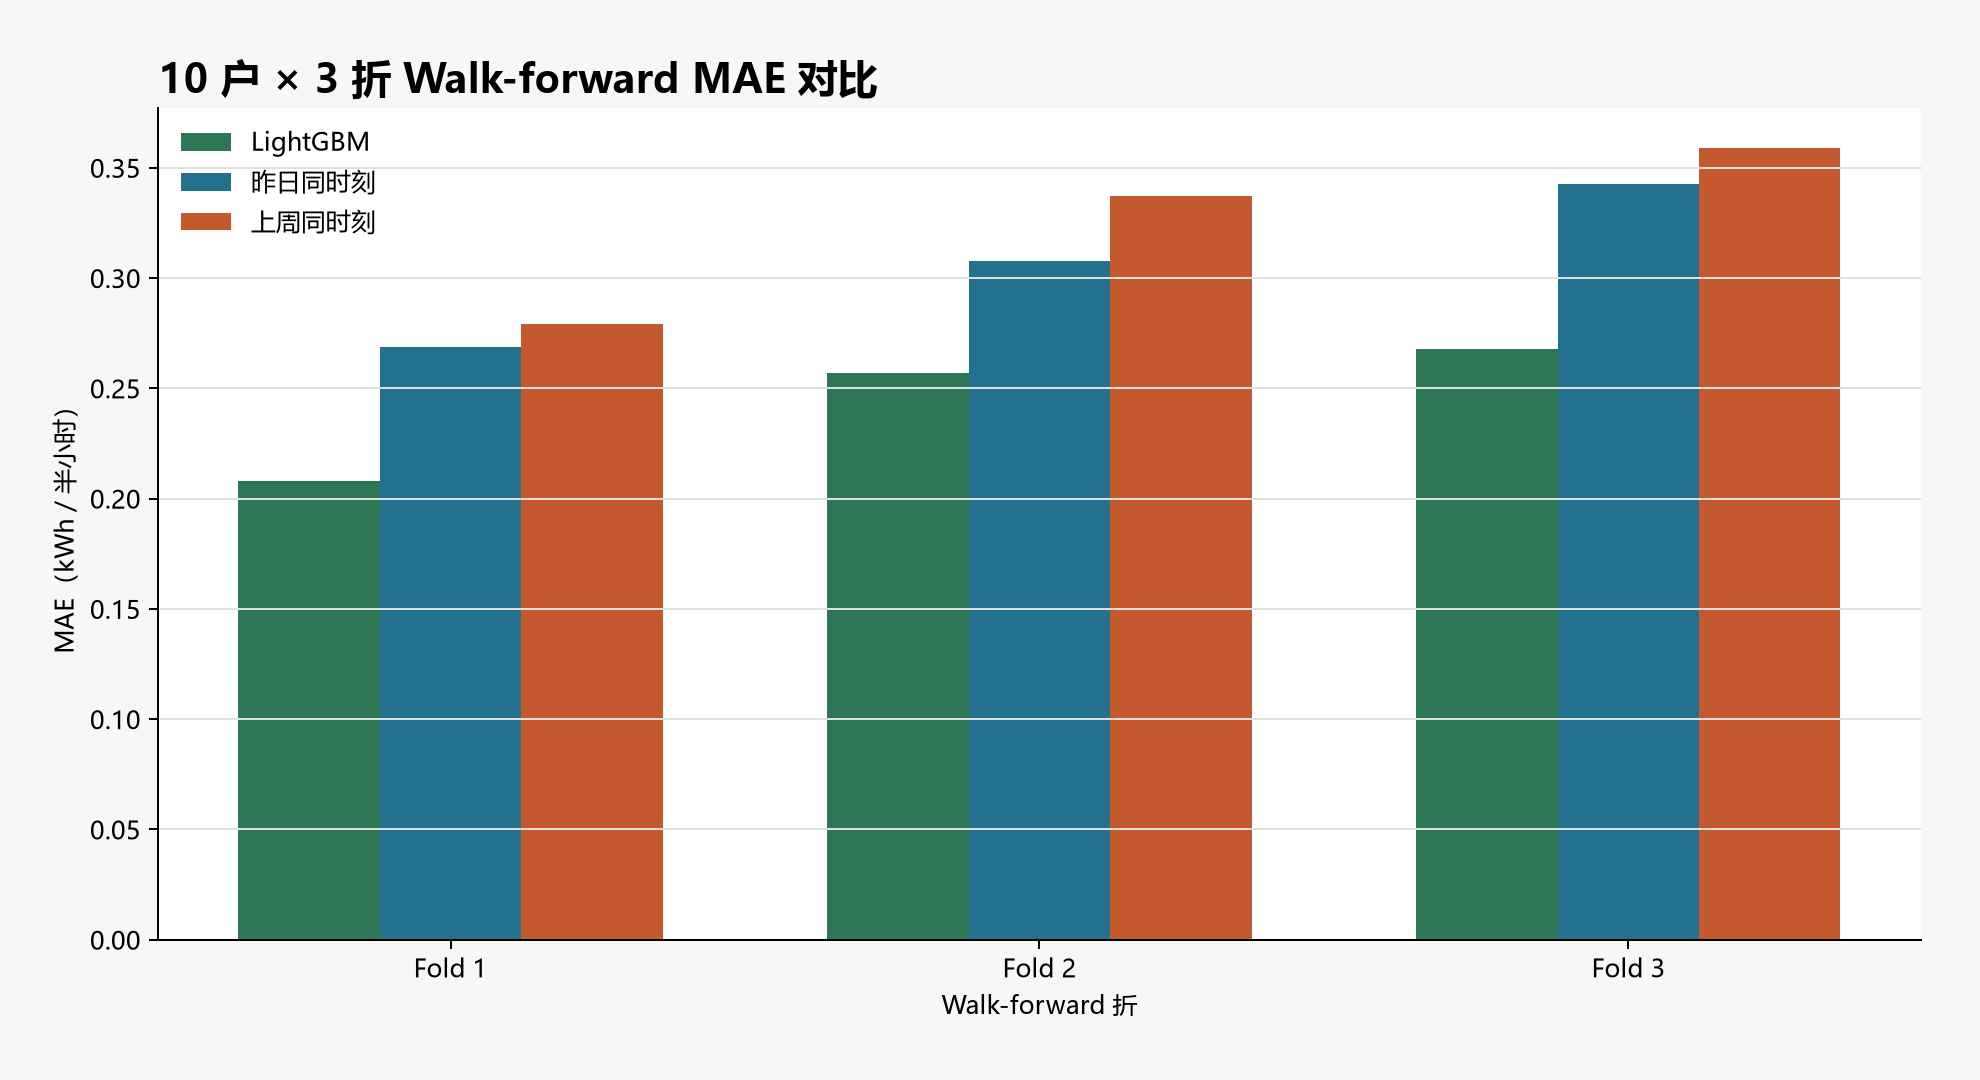 10 户 × 3 折 Walk-forward MAE 对比
LightGBM
昨日同时刻
上周同时刻
MAE（kWh / 半小时）
0.35
0.30
0.25
0.20
0.15
0.10
0.05
0.00
Fold 1
Fold 2
Fold 3
Walk-forward 折